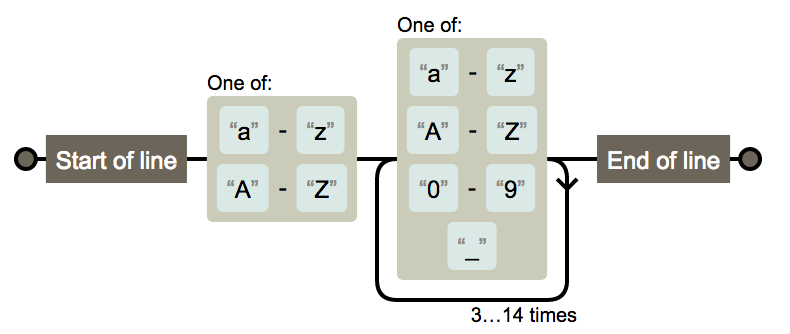 One of:
One of:
“a” - “z”
“A” - “Z”
“0” - “9”
“_”
“a” - “z”
“A” - “Z”
Start of line
End of line
3…14 times